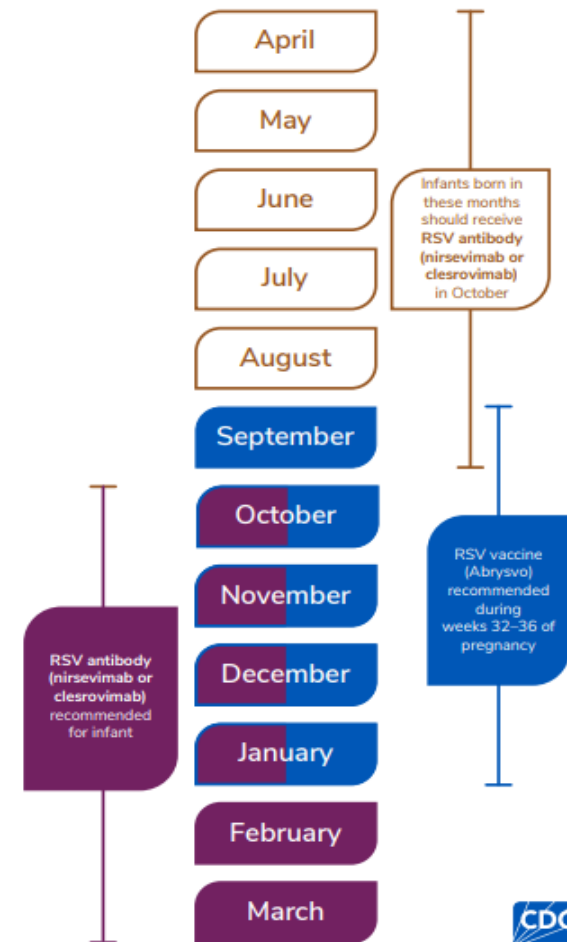 April
May
June
July
August
September
October
November
December
January
February
March
Infants born in
these months
should receive
RSV antibody
(nirsevimab or
clesrovimab)
in October
RSV vaccine
(Abrysvo)
recommended
during
weeks 32–36 of
pregnancy
RSV antibody
(nirsevimab or
clesrovimab)
recommended
for infant
CDC